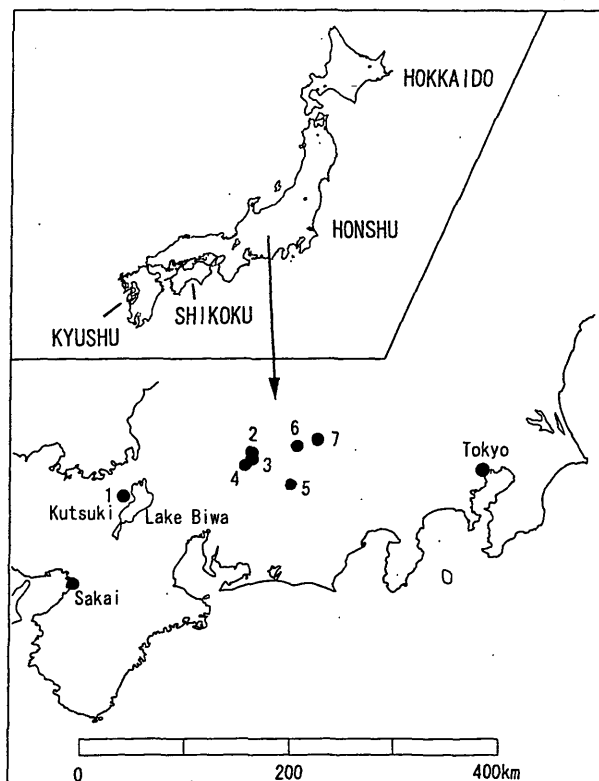 HOKKAIDO
HONSHU
SHIKOKU
KYUSHU
2
6
7
Tokyo
3
4
5
1
Kutsuki
Lake Biwa
Sakai
0
200
400km